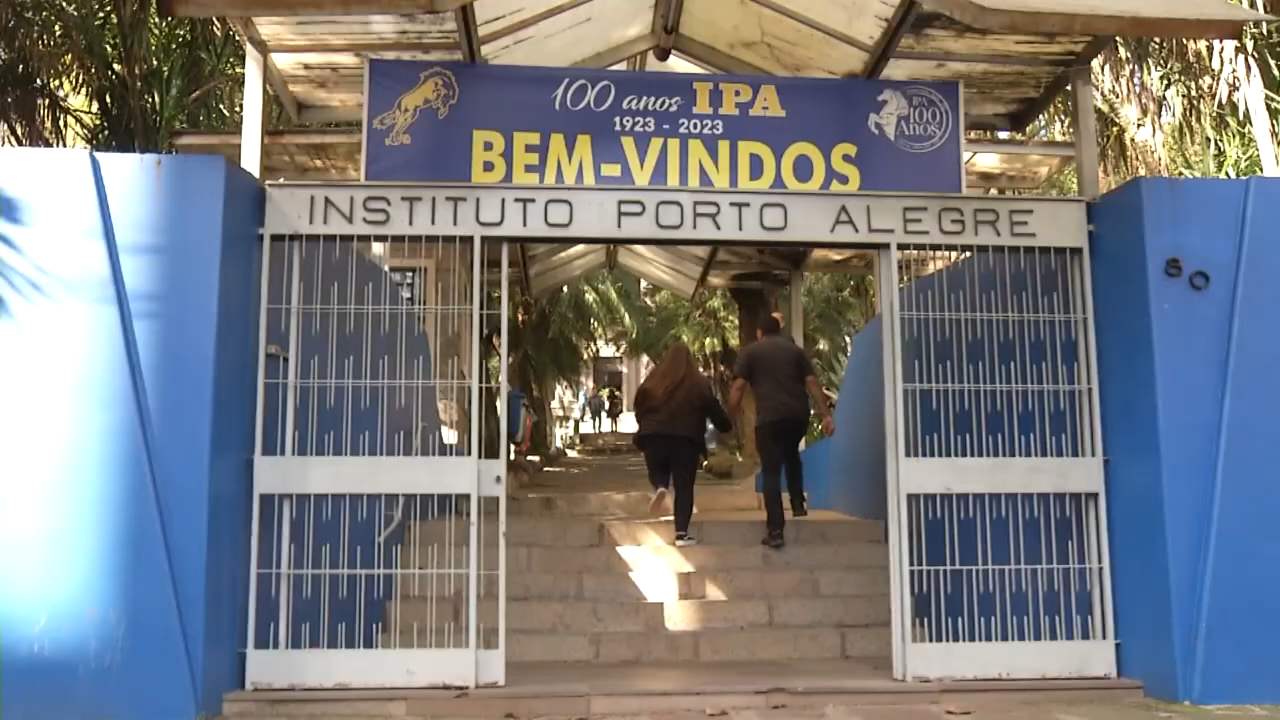 100 anos IPA
1923 - 2023
BEM-VINDOS
IPA
100
Anos
INSTITUTO PORTO ALEGRE
80